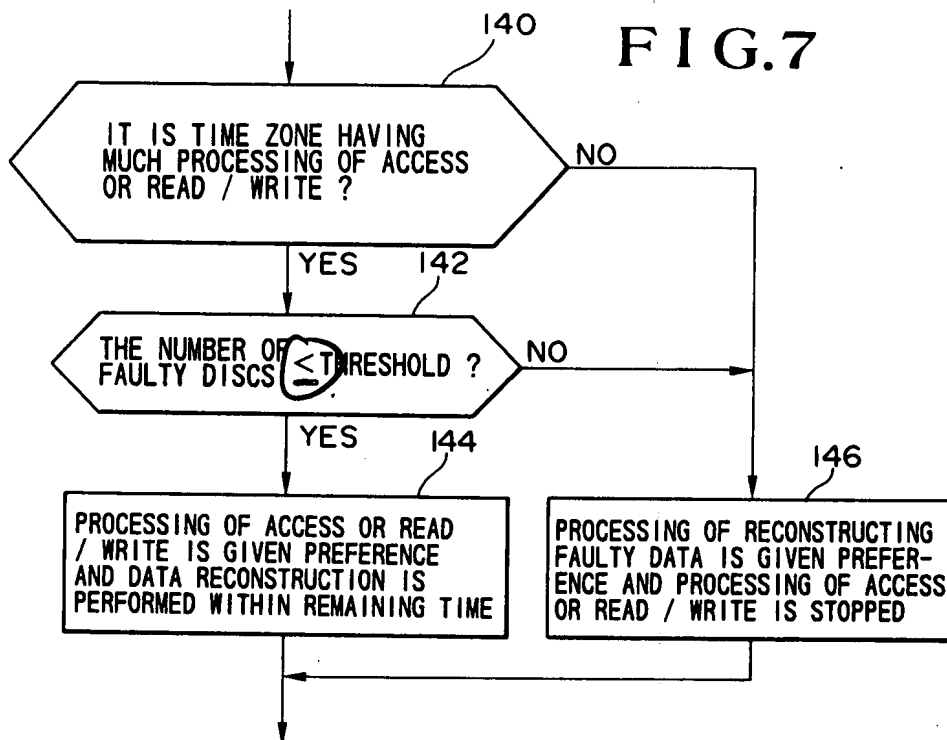 140
FIG.7
IT IS TIME ZONE HAVING
MUCH PROCESSING OF ACCESS
OR READ / WRITE ?
NO
YES
142
THE NUMBER OF
FAULTY DISCS ≤ THRESHOLD ?
NO
YES
144
146
PROCESSING OF ACCESS OR READ
/ WRITE IS GIVEN PREFERENCE
AND DATA RECONSTRUCTION IS
PERFORMED WITHIN REMAINING TIME
PROCESSING OF RECONSTRUCTING
FAULTY DATA IS GIVEN PREFER-
ENCE AND PROCESSING OF ACCESS
OR READ / WRITE IS STOPPED